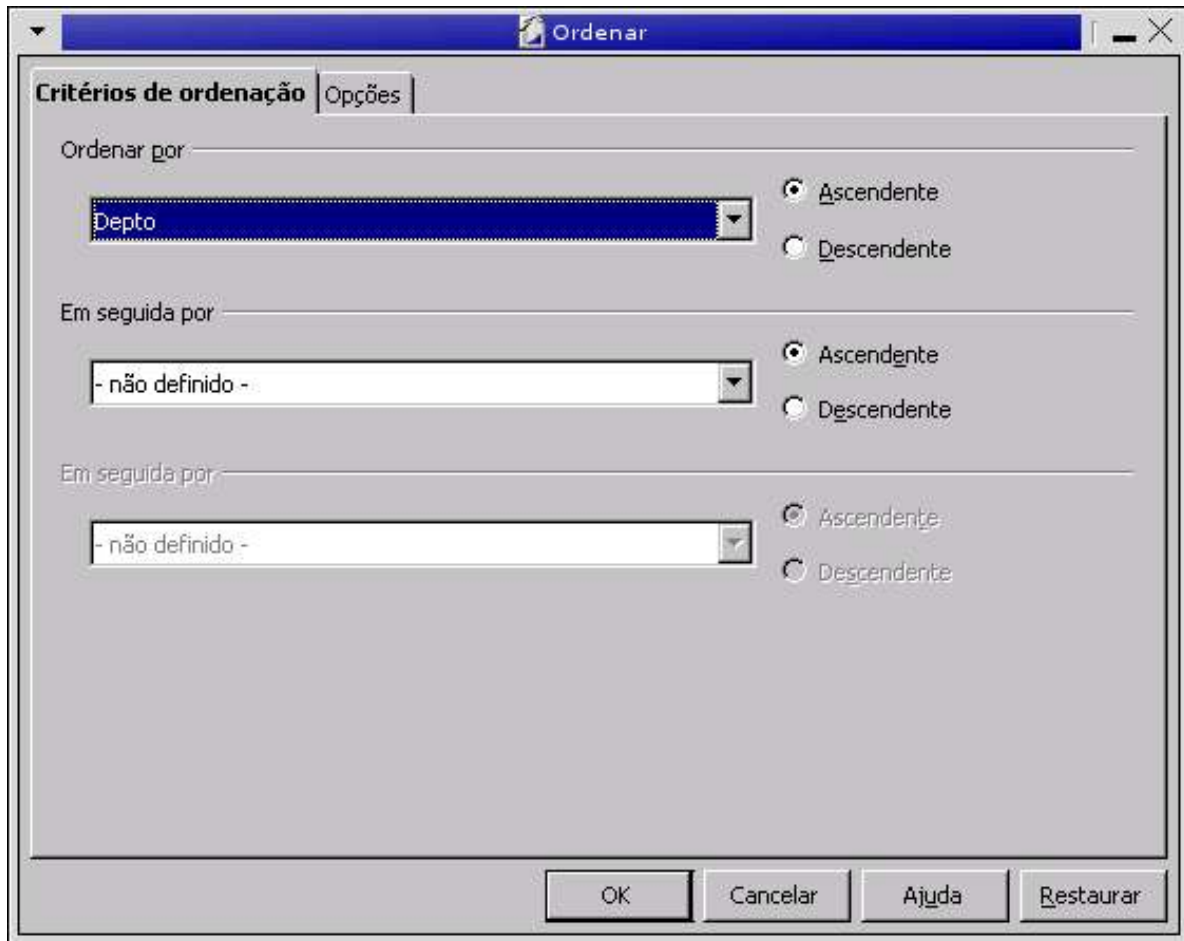 Ordenar
Critérios de ordenação
Opções
Ordenar por
Depto
Ascendente
Descendente
Em seguida por
- não definido -
Ascendente
Descendente
Em seguida por
- não definido -
Ascendente
Descendente
OK
Cancelar
Ajuda
Restaurar